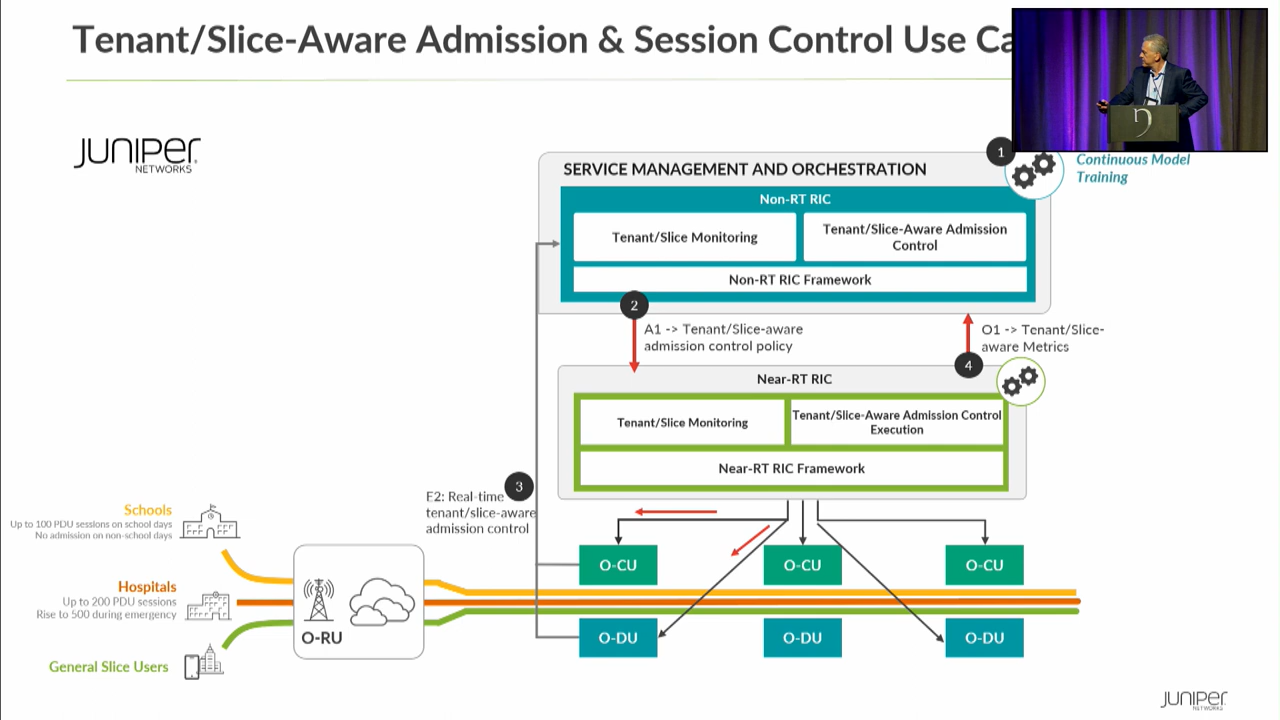 Tenant/Slice-Aware Admission & Session Control Use Ca
JUNIPER
NETWORKS
1
Continuous Model
Training
SERVICE MANAGEMENT AND ORCHESTRATION
Non-RT RIC
Tenant/Slice Monitoring
Tenant/Slice-Aware Admission
Control
Non-RT RIC Framework
2
A1 -> Tenant/Slice-aware
admission control policy
O1 -> Tenant/Slice-
aware Metrics
4
Near-RT RIC
Tenant/Slice Monitoring
Tenant/Slice-Aware Admission Control
Execution
Near-RT RIC Framework
3
E2: Real-time
tenant/slice-aware
admission control
Schools
Up to 100 PDU sessions on school days
No admission on non-school days
Hospitals
Up to 200 PDU sessions
Rise to 500 during emergency
General Slice Users
O-RU
O-CU
O-CU
O-CU
O-DU
O-DU
O-DU
JUNIPER
NETWORKS